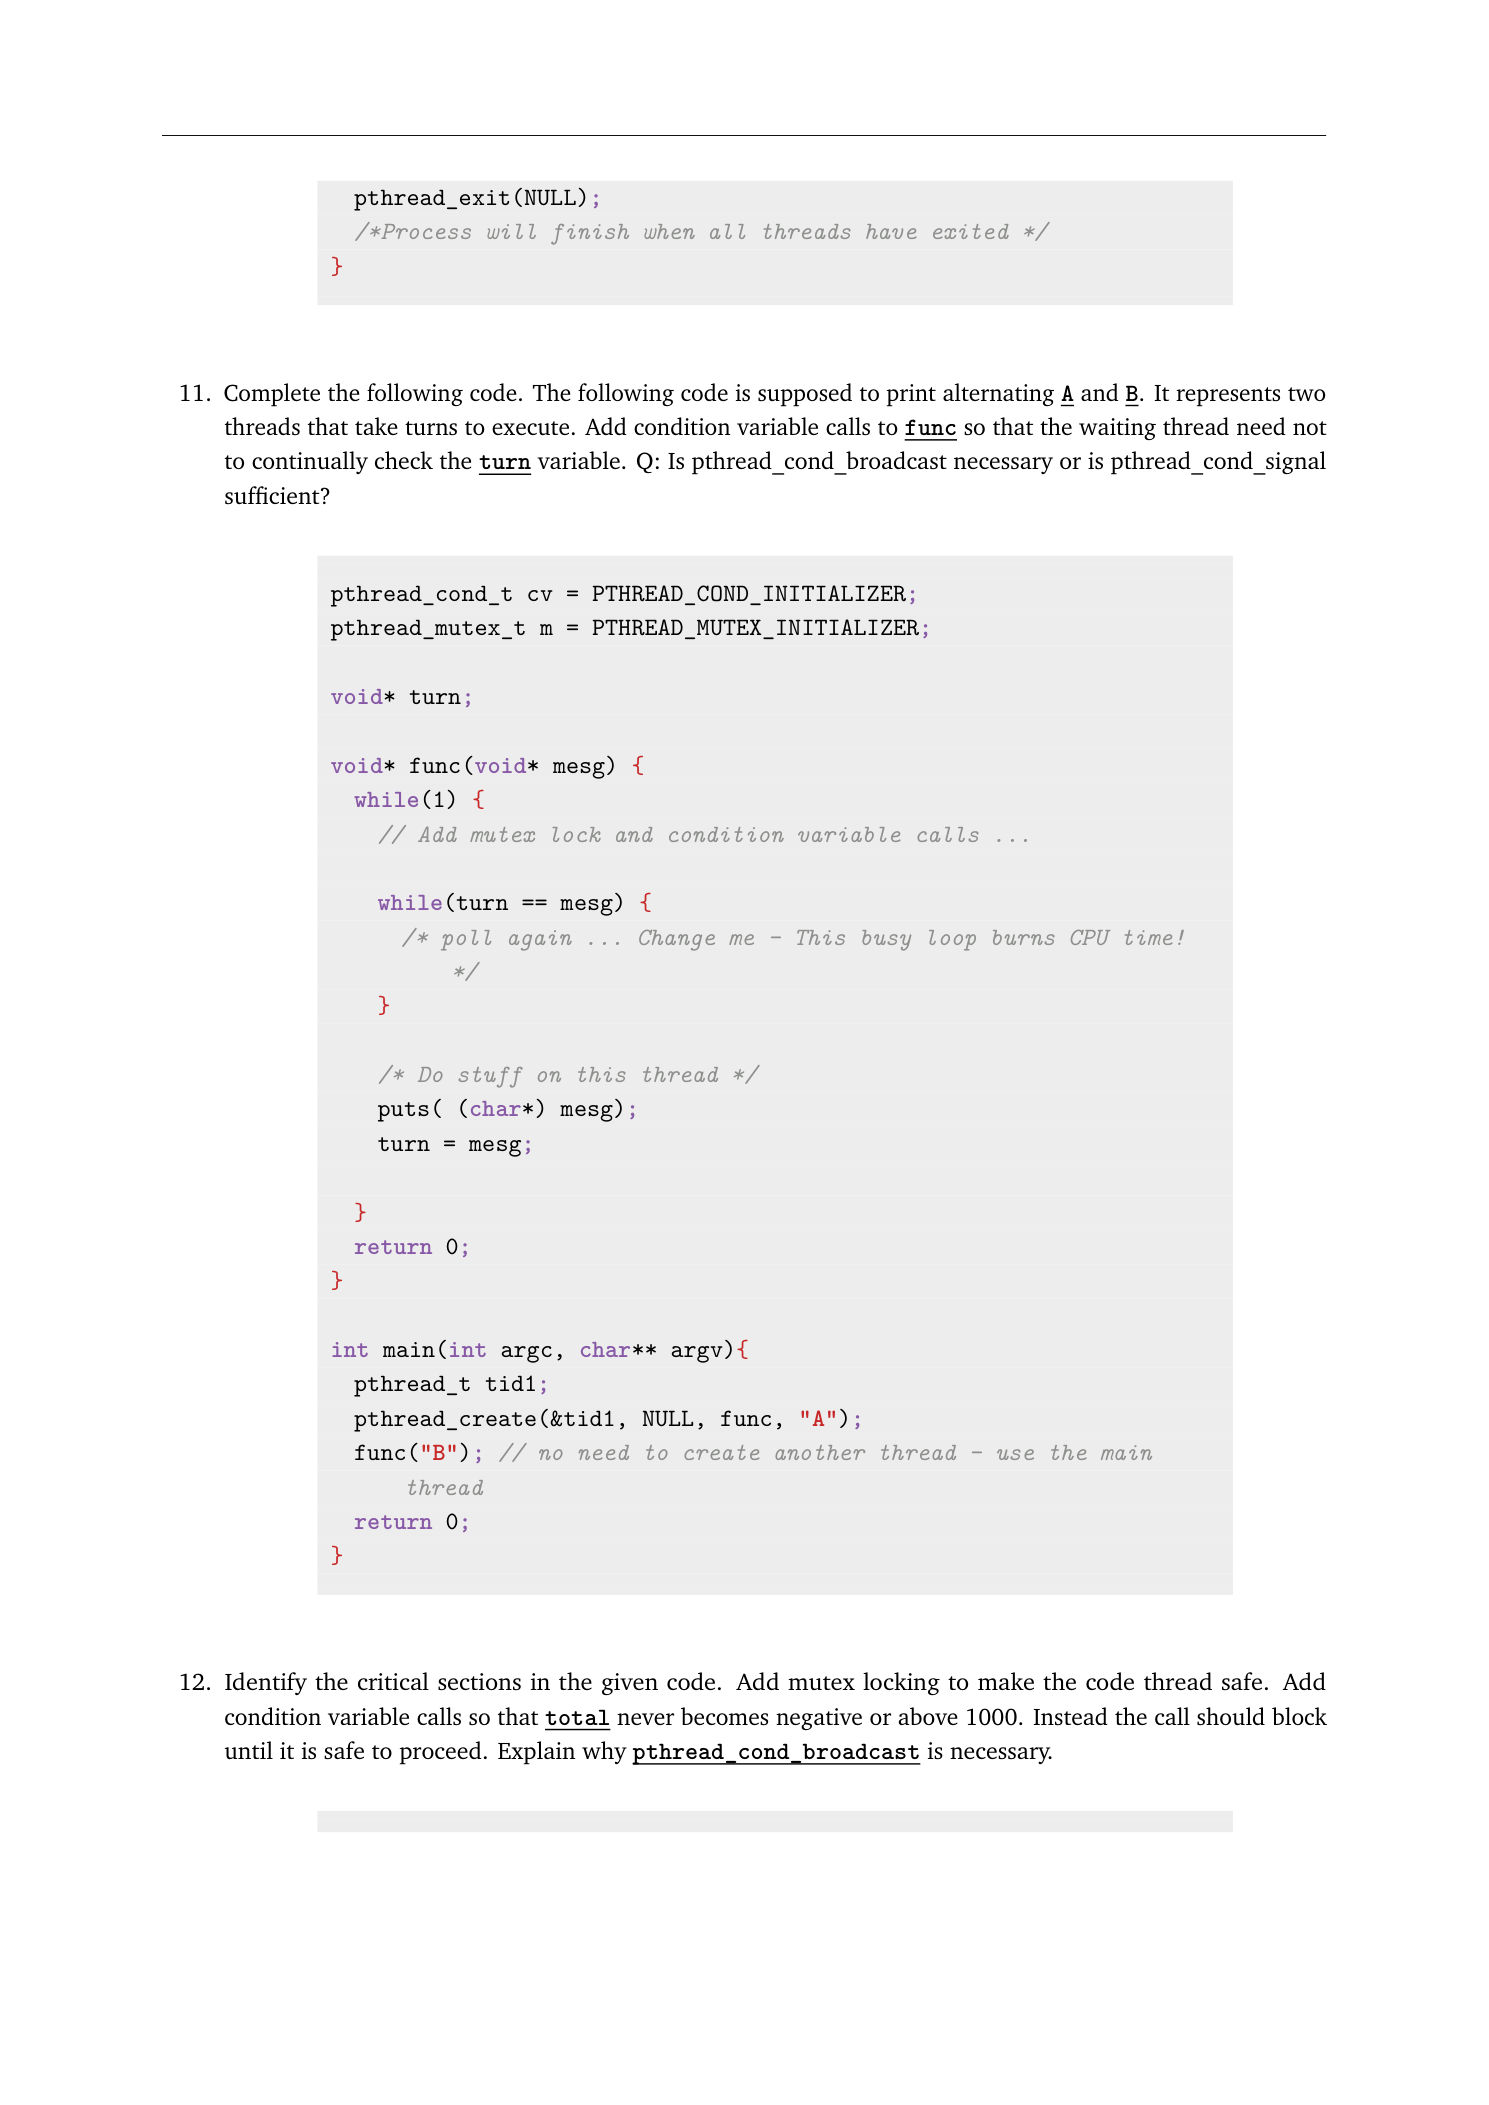 pthread_exit(NULL);
/*Process will finish when all threads have exited */
}
11. Complete the following code. The following code is supposed to print alternating A and B. It represents two
threads that take turns to execute. Add condition variable calls to func so that the waiting thread need not
to continually check the turn variable. Q: Is pthread_cond_broadcast necessary or is pthread_cond_signal
sufficient?
pthread_cond_t cv = PTHREAD_COND_INITIALIZER;
pthread_mutex_t m = PTHREAD_MUTEX_INITIALIZER;
void* turn;
void* func(void* mesg) {
while(1) {
// Add mutex lock and condition variable calls ...
while(turn == mesg) {
/* poll again ... Change me - This busy loop burns CPU time!
*/
}
/* Do stuff on this thread */
puts( (char*) mesg);
turn = mesg;
}
return 0;
}
int main(int argc, char** argv){
pthread_t tid1;
pthread_create(&tid1, NULL, func, "A");
func("B"); // no need to create another thread - use the main
thread
return 0;
}
12. Identify the critical sections in the given code. Add mutex locking to make the code thread safe. Add
condition variable calls so that total never becomes negative or above 1000. Instead the call should block
until it is safe to proceed. Explain why pthread_cond_broadcast is necessary.